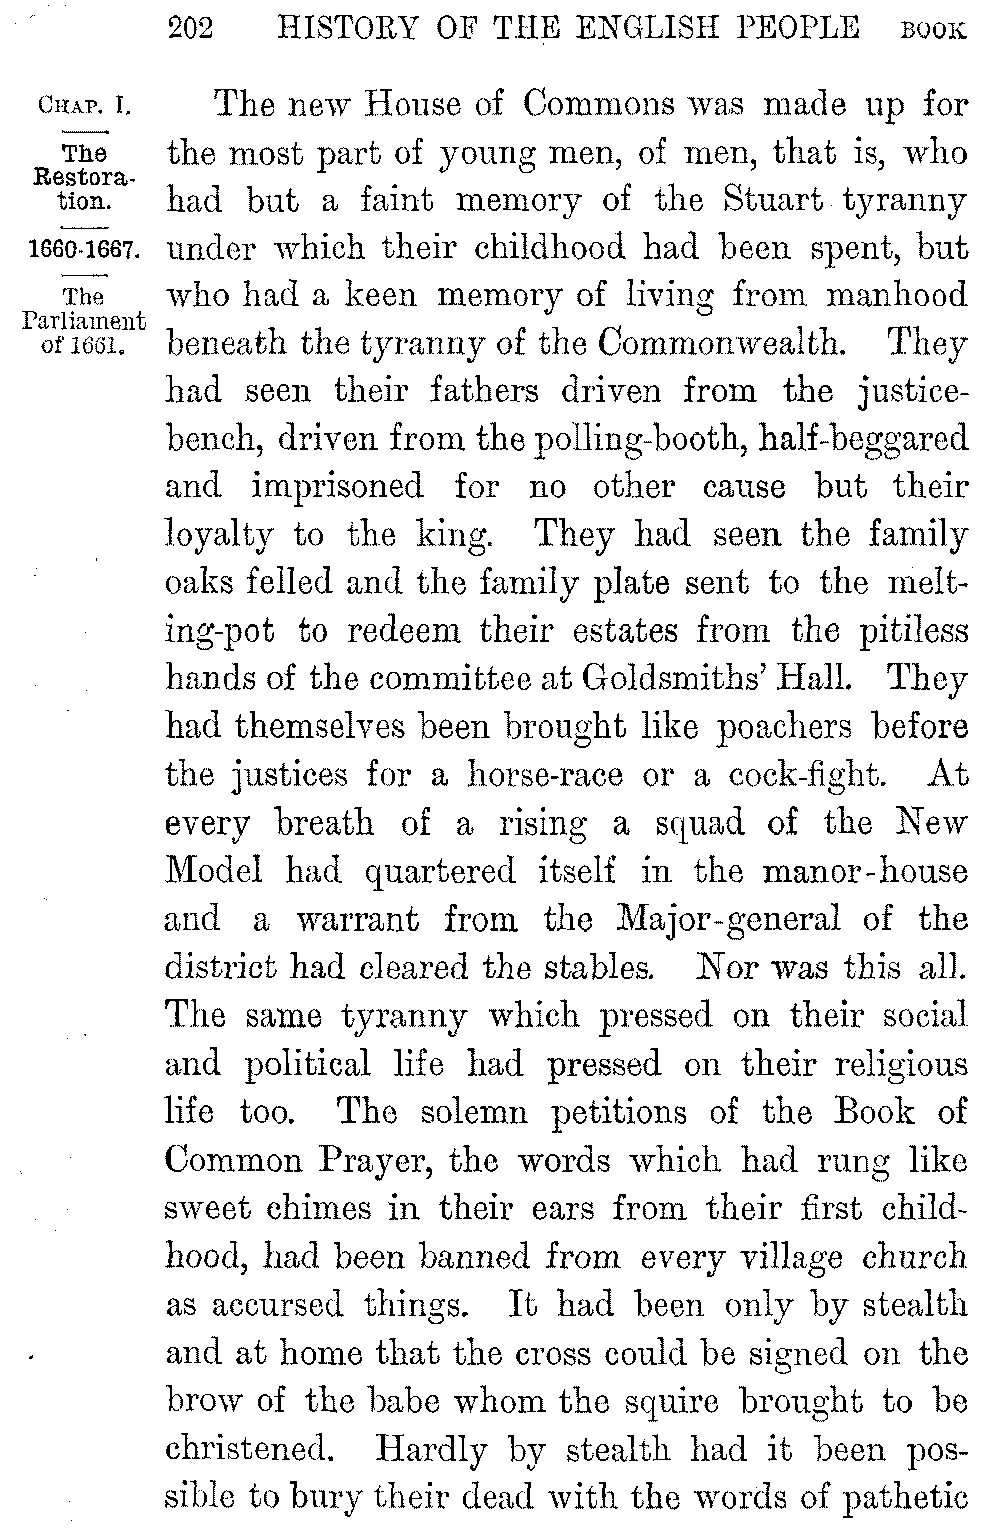 202 HISTORY OF THE ENGLISH PEOPLE BOOK
CHAP. I.
The
Restora-
tion.
1660-1667.
The
Parliament
of 1661.
The new House of Commons was made up for
the most part of young men, of men, that is, who
had but a faint memory of the Stuart tyranny
under which their childhood had been spent, but
who had a keen memory of living from manhood
beneath the tyranny of the Commonwealth. They
had seen their fathers driven from the justice-
bench, driven from the polling-booth, half-beggared
and imprisoned for no other cause but their
loyalty to the king. They had seen the family
oaks felled and the family plate sent to the melt-
ing-pot to redeem their estates from the pitiless
hands of the committee at Goldsmiths' Hall. They
had themselves been brought like poachers before
the justices for a horse-race or a cock-fight. At
every breath of a rising a squad of the New
Model had quartered itself in the manor-house
and a warrant from the Major-general of the
district had cleared the stables. Nor was this all.
The same tyranny which pressed on their social
and political life had pressed on their religious
life too. The solemn petitions of the Book of
Common Prayer, the words which had rung like
sweet chimes in their ears from their first child-
hood, had been banned from every village church
as accursed things. It had been only by stealth
and at home that the cross could be signed on the
brow of the babe whom the squire brought to be
christened. Hardly by stealth had it been pos-
sible to bury their dead with the words of pathetic